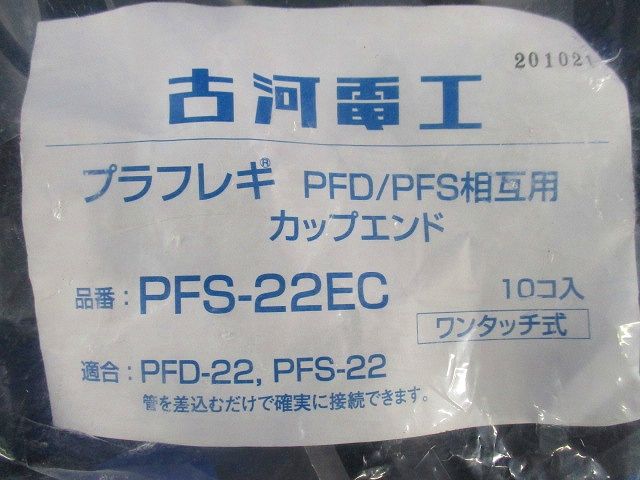 201021
古河電工
プラフレキ® PFD/PFS相互用
カップエンド
品番：PFS-22EC 10コ入
ワンタッチ式
適合：PFD-22, PFS-22
管を差込むだけで確実に接続できます。